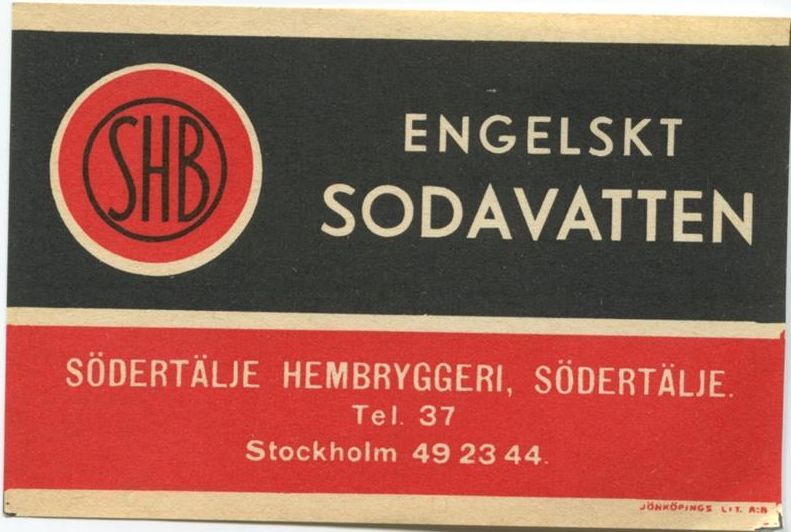 SHB
ENGELSKT
SODAVATTEN
SÖDERTÄLJE HEMBRYGGERI, SÖDERTÄLJE.
Tel. 37
Stockholm 49 23 44.
JÖNKÖPINGS LIT. A:B